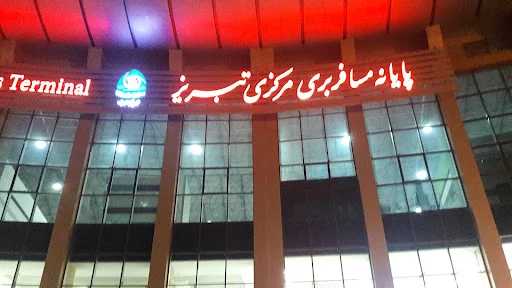 پایانه مسافربری مرکزی تبریز
s Terminal